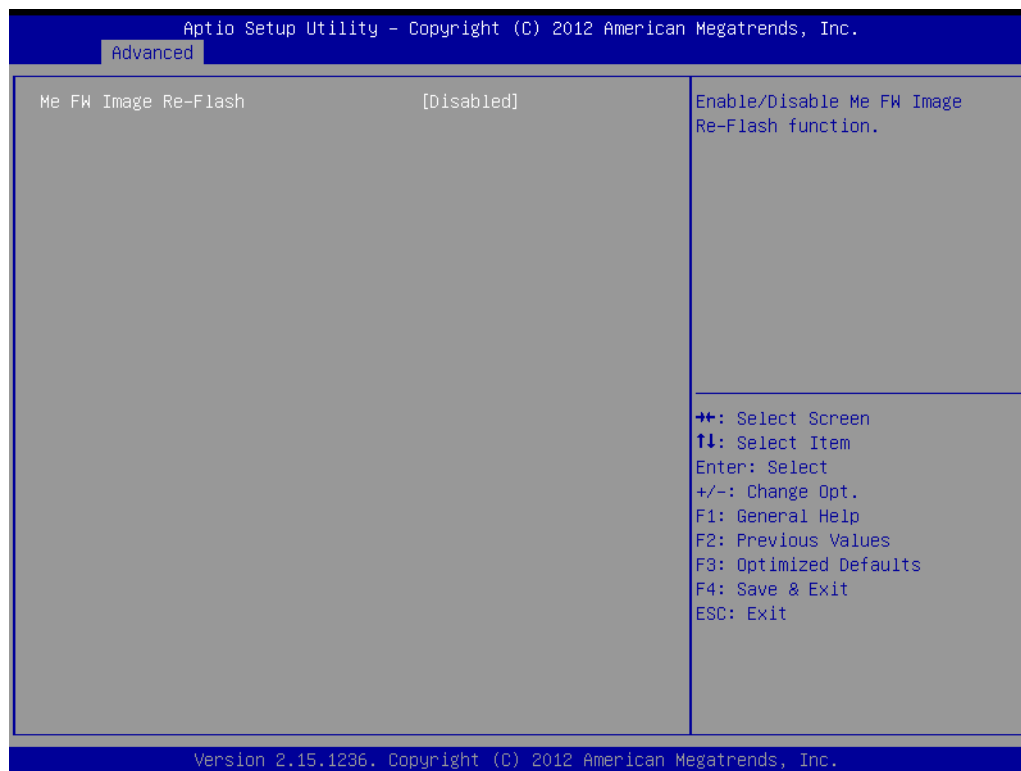 Aptio Setup Utility – Copyright (C) 2012 American Megatrends, Inc.
Advanced
Me FW Image Re-Flash [Disabled]
Enable/Disable Me FW Image
Re-Flash function.
→←: Select Screen
↑↓: Select Item
Enter: Select
+/-: Change Opt.
F1: General Help
F2: Previous Values
F3: Optimized Defaults
F4: Save & Exit
ESC: Exit
Version 2.15.1236. Copyright (C) 2012 American Megatrends, Inc.